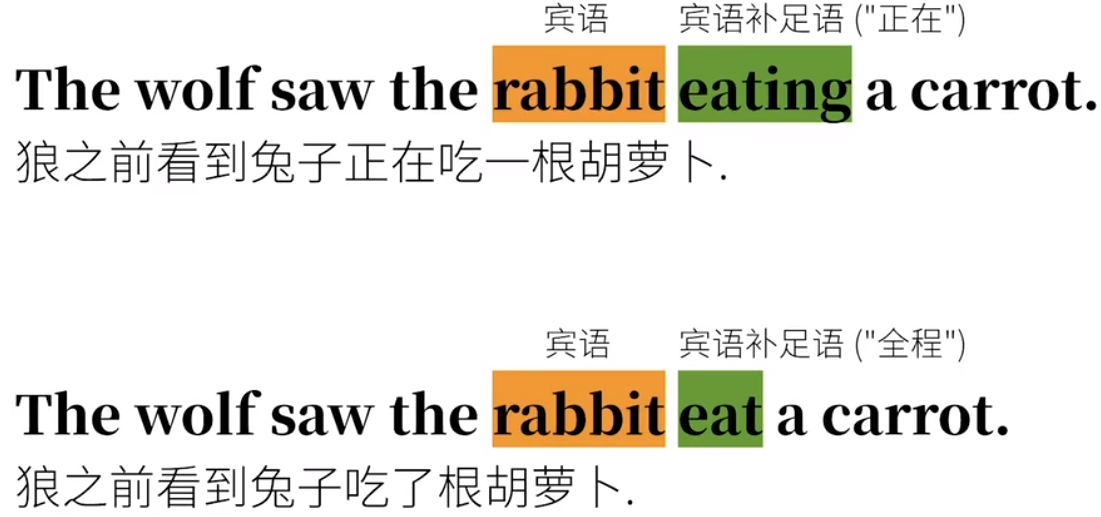 宾语 宾语补足语 ("正在")
The wolf saw the rabbit eating a carrot.
狼之前看到兔子正在吃一根胡萝卜.
宾语 宾语补足语 ("全程")
The wolf saw the rabbit eat a carrot.
狼之前看到兔子吃了根胡萝卜.